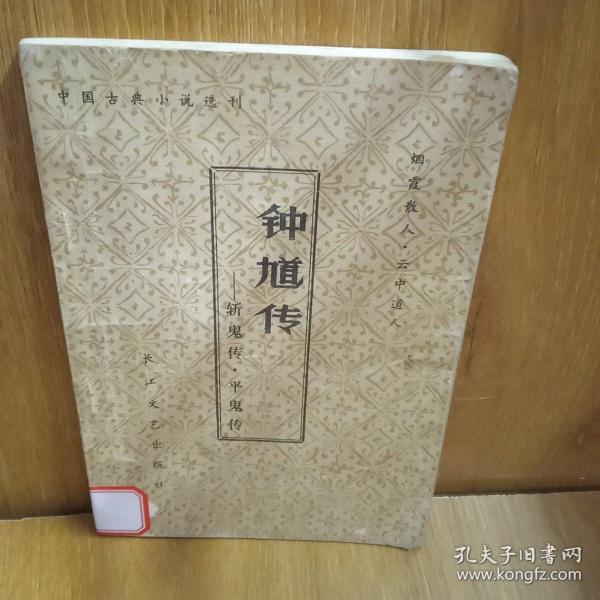 中国古典小说选刊
烟霞散人·云中道人
钟馗传
——斩鬼传·平鬼传
长江文艺出版社
孔夫子旧书网
www.kongfz.com